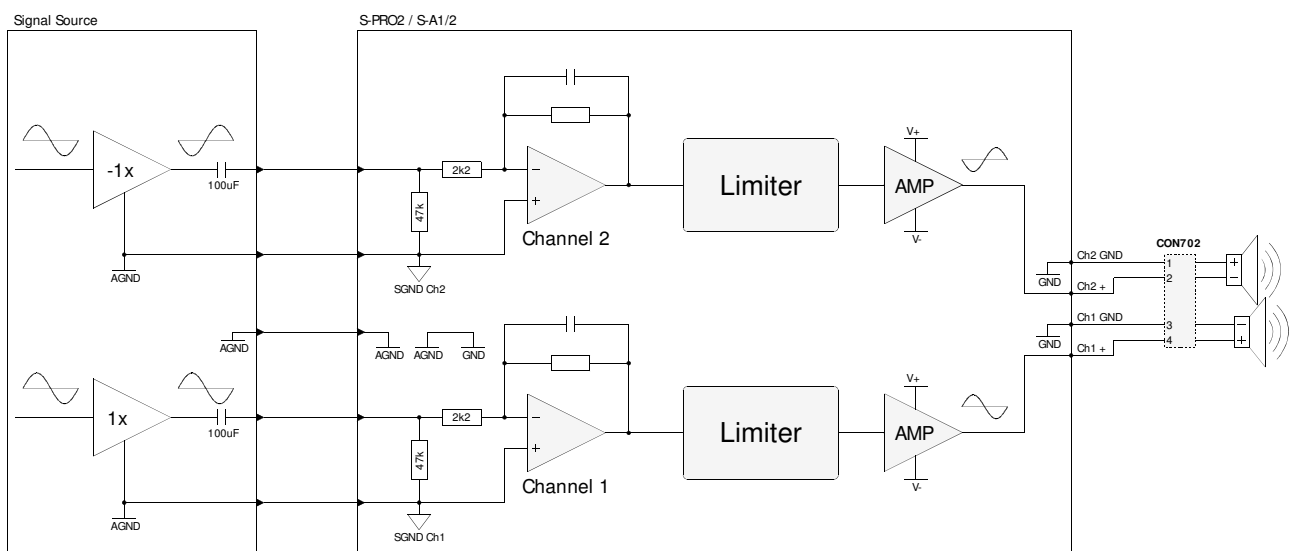 Signal Source
S-PRO2 / S-A1/2
-1x
100uF
AGND
2k2
47k
SGND Ch2
−
+
Channel 2
Limiter
V+
AMP
V-
CON702
Ch2 GND
GND
Ch2 +
Ch1 GND
GND
Ch1 +
1
2
3
4
+
−
−
+
AGND
AGND
AGND
GND
1x
100uF
AGND
2k2
47k
SGND Ch1
−
+
Channel 1
Limiter
V+
AMP
V-